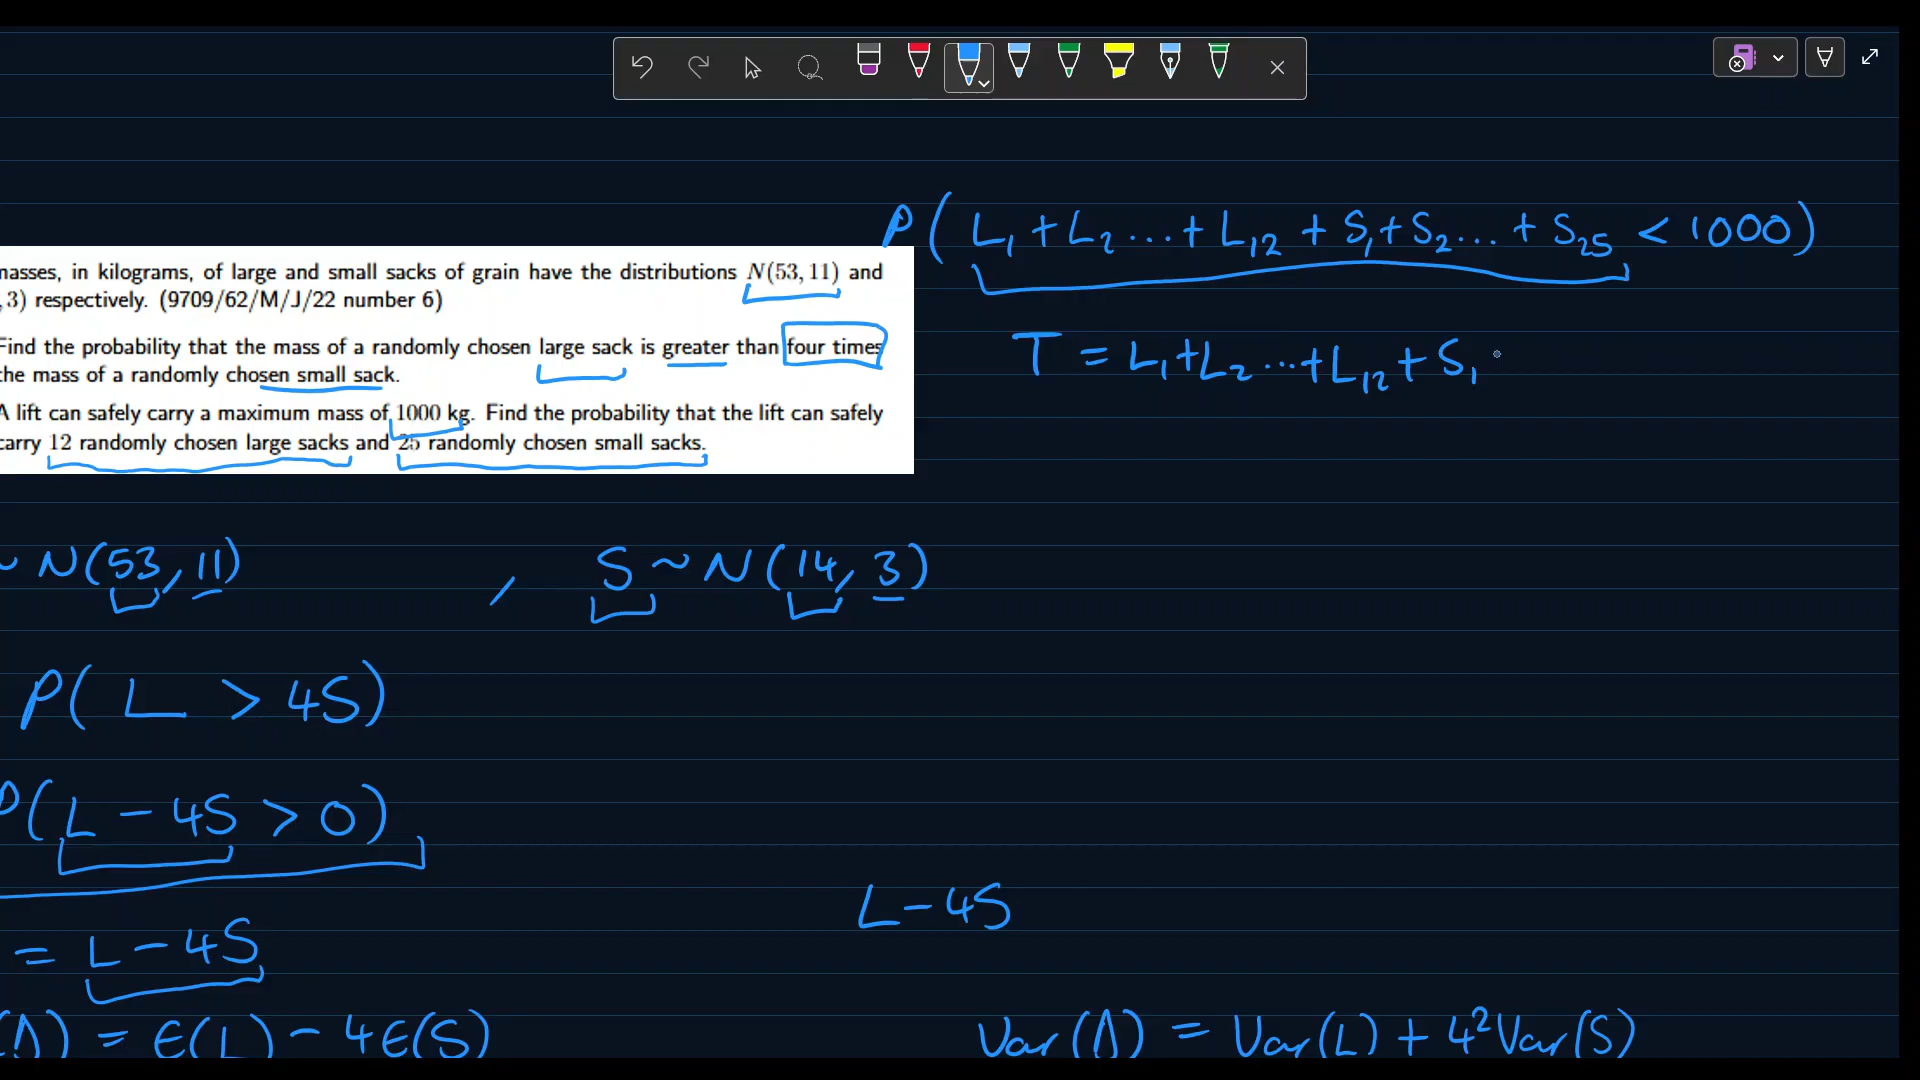 P(L₁ + L₂ ... + L₁₂ + S₁ + S₂ ... + S₂₅ < 1000)
masses, in kilograms, of large and small sacks of grain have the distributions N(53, 11) and
, 3) respectively. (9709/62/M/J/22 number 6)
T = L₁ + L₂ ... + L₁₂ + S₁
Find the probability that the mass of a randomly chosen large sack is greater than four times
the mass of a randomly chosen small sack.
A lift can safely carry a maximum mass of 1000 kg. Find the probability that the lift can safely
carry 12 randomly chosen large sacks and 25 randomly chosen small sacks.
~ N(53, 11) , S ~ N(14, 3)
P(L > 4S)
P(L - 4S > 0)
L - 4S
= L - 4S
(Λ) = E(L) - 4E(S) Var(Λ) = Var(L) + 4² Var(S)